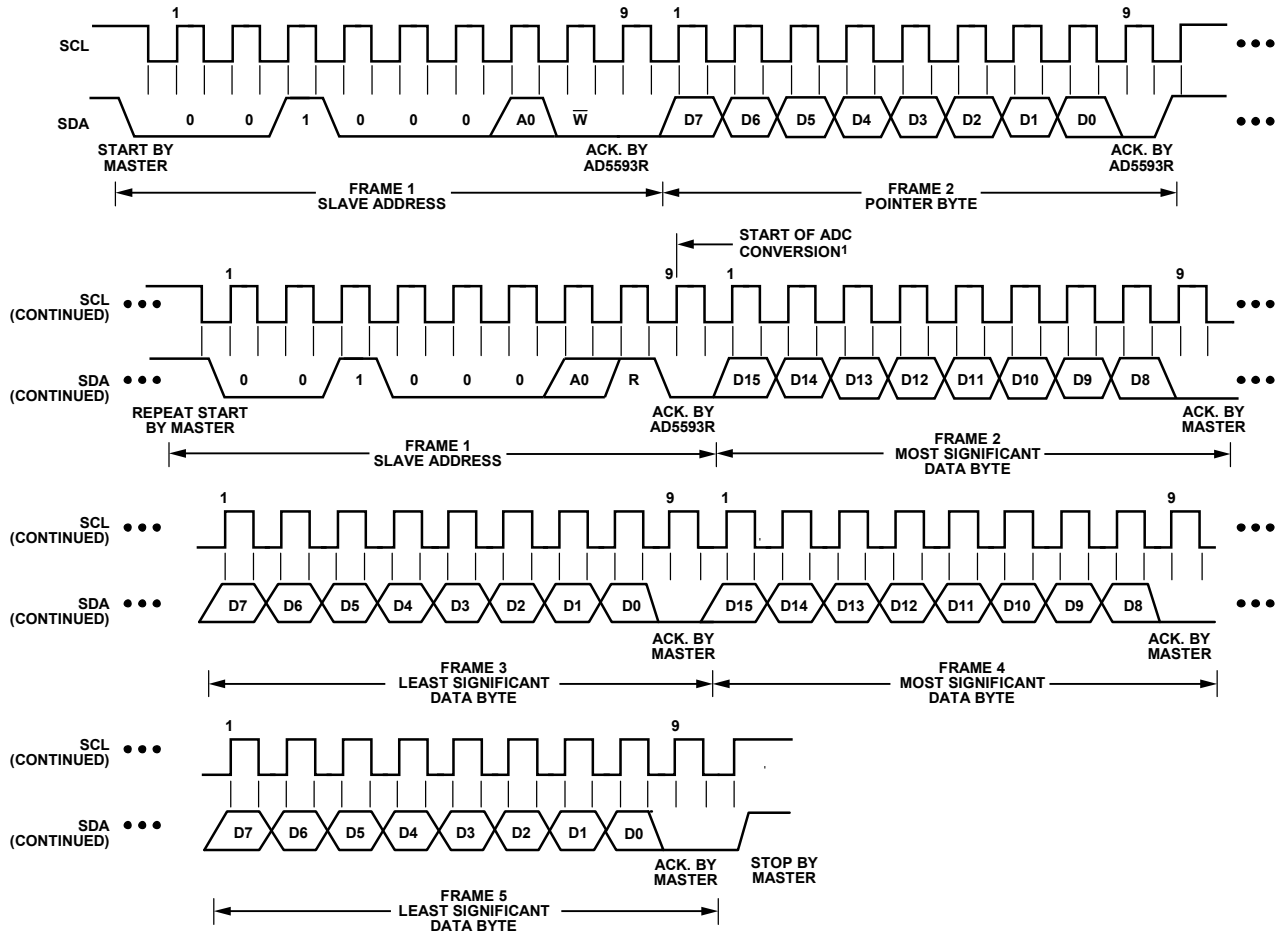 1 9 1 9
SCL
SDA 0 0 1 0 0 0 A0 W D7 D6 D5 D4 D3 D2 D1 D0
START BY
MASTER
ACK. BY
AD5593R
ACK. BY
AD5593R
FRAME 1
SLAVE ADDRESS
FRAME 2
POINTER BYTE
START OF ADC
CONVERSION1
1 9 1 9
SCL
(CONTINUED)
SDA
(CONTINUED)
0 0 1 0 0 0 A0 R D15 D14 D13 D12 D11 D10 D9 D8
REPEAT START
BY MASTER
ACK. BY
AD5593R
ACK. BY
MASTER
FRAME 1
SLAVE ADDRESS
FRAME 2
MOST SIGNIFICANT
DATA BYTE
1 9 1 9
SCL
(CONTINUED)
SDA
(CONTINUED)
D7 D6 D5 D4 D3 D2 D1 D0 D15 D14 D13 D12 D11 D10 D9 D8
ACK. BY
MASTER
ACK. BY
MASTER
FRAME 3
LEAST SIGNIFICANT
DATA BYTE
FRAME 4
MOST SIGNIFICANT
DATA BYTE
1 9
SCL
(CONTINUED)
SDA
(CONTINUED)
D7 D6 D5 D4 D3 D2 D1 D0
ACK. BY
MASTER
STOP BY
MASTER
FRAME 5
LEAST SIGNIFICANT
DATA BYTE